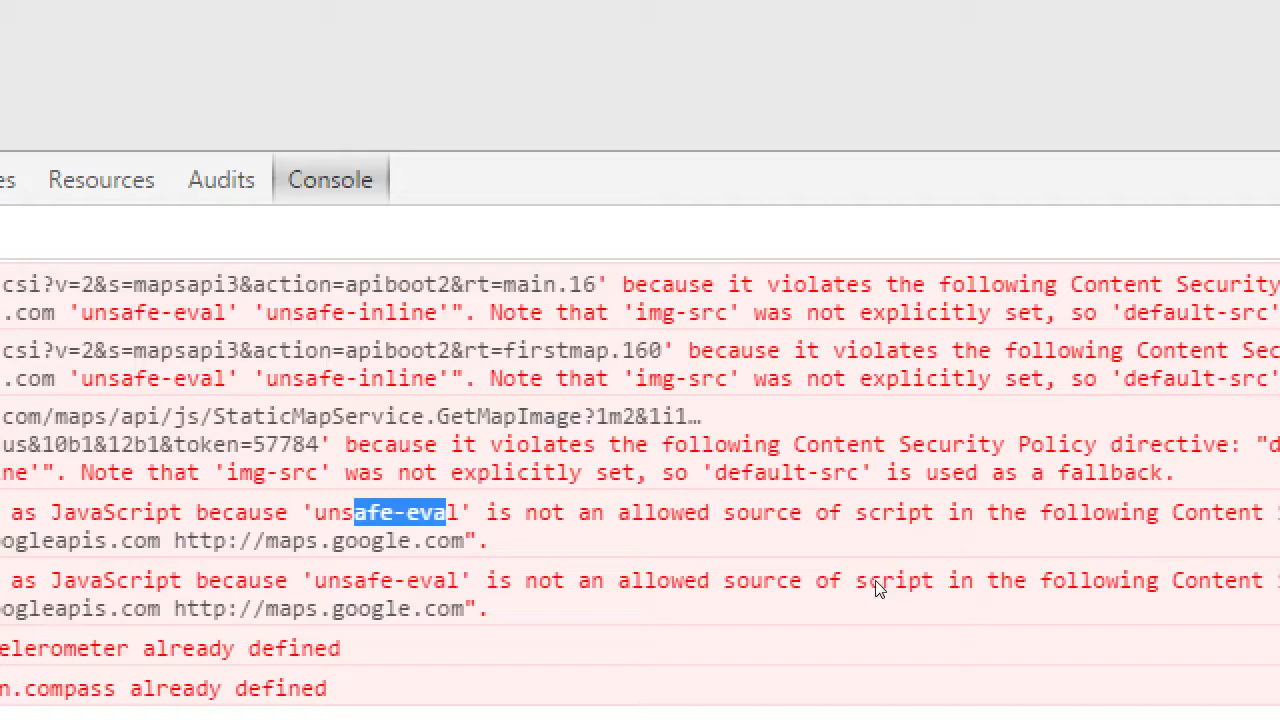 es Resources Audits Console
csi?v=2&s=mapsapi3&action=apiboot2&rt=main.16' because it violates the following Content Security
.com 'unsafe-eval' 'unsafe-inline'". Note that 'img-src' was not explicitly set, so 'default-src'
csi?v=2&s=mapsapi3&action=apiboot2&rt=firstmap.160' because it violates the following Content Sec
.com 'unsafe-eval' 'unsafe-inline'". Note that 'img-src' was not explicitly set, so 'default-src'
com/maps/api/js/StaticMapService.GetMapImage?1m2&1i1…
us&10b1&12b1&token=57784' because it violates the following Content Security Policy directive: "d
ne'". Note that 'img-src' was not explicitly set, so 'default-src' is used as a fallback.
as JavaScript because 'unsafe-eval' is not an allowed source of script in the following Content S
ogleapis.com http://maps.google.com".
as JavaScript because 'unsafe-eval' is not an allowed source of script in the following Content S
ogleapis.com http://maps.google.com".
elerometer already defined
n.compass already defined